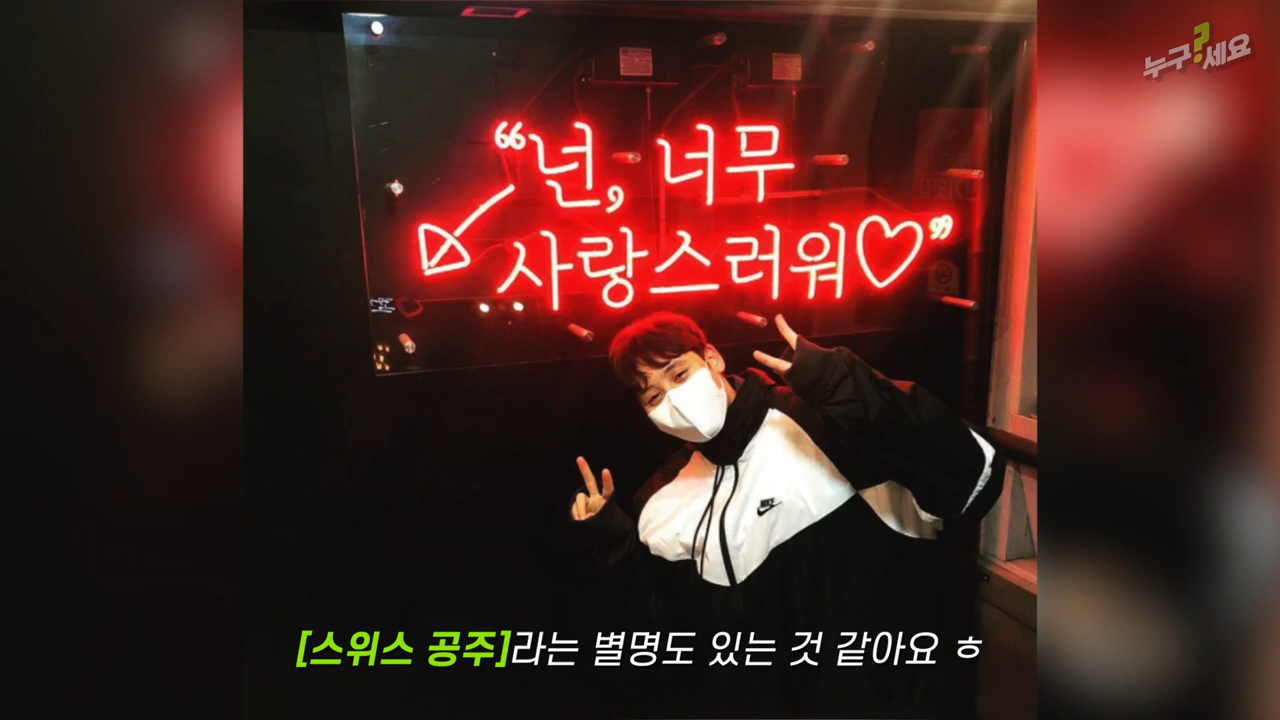 누구?세요
“넌, 너무
사랑스러워♡”
NIKE
[스위스 공주]라는 별명도 있는 것 같아요 ㅎ